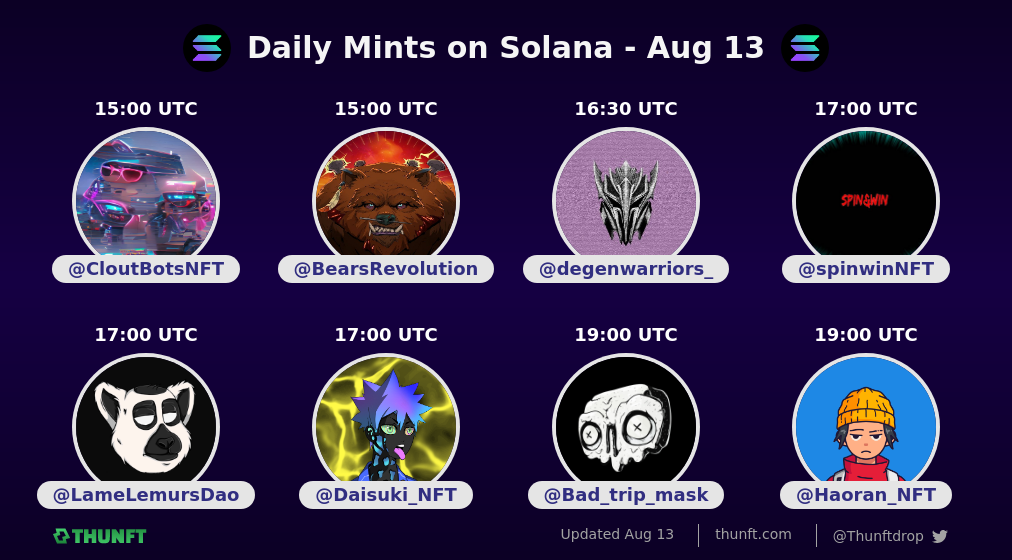 Daily Mints on Solana - Aug 13
15:00 UTC 15:00 UTC 16:30 UTC 17:00 UTC
SPIN&WIN
@CloutBotsNFT @BearsRevolution @degenwarriors_ @spinwinNFT
17:00 UTC 17:00 UTC 19:00 UTC 19:00 UTC
@LameLemursDao @Daisuki_NFT @Bad_trip_mask @Haoran_NFT
THUNFT Updated Aug 13 thunft.com @Thunftdrop